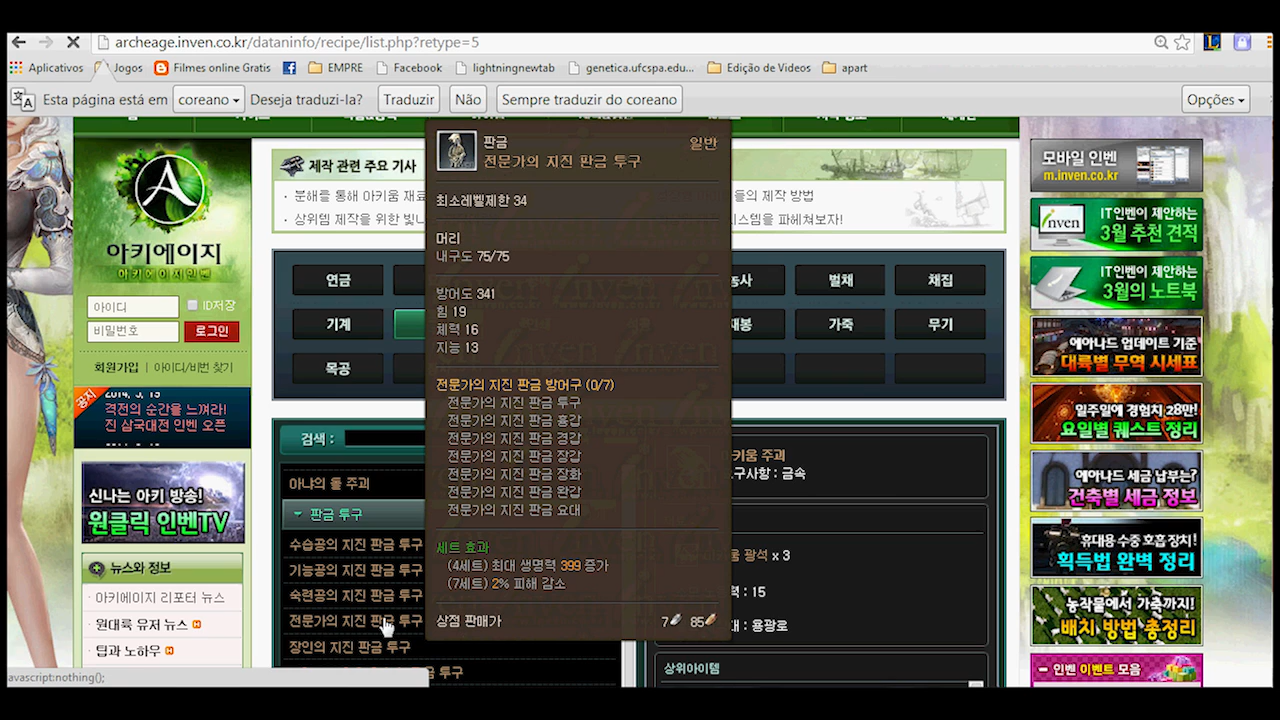 archeage.inven.co.kr/dataninfo/recipe/list.php?retype=5
Aplicativos Jogos Filmes online Gratis EMPRE Facebook lightningnewtab genetica.ufcspa.edu... Edição de Vídeos apart
Esta página está em coreano Deseja traduzi-la? Traduzir Não Sempre traduzir do coreano Opções
아키에이지
아키에이지인벤
아이디
ID저장
비밀번호
로그인
회원가입 | 아이디/비번 찾기
공지
격전의 순간을 느껴라!
진 삼국대전 인벤 오픈
신나는 아키 방송!
원클릭 인벤TV
뉴스와 정보
· 아키에이지 리포터 뉴스
· 원대륙 유저 뉴스
· 팁과 노하우
javascript:nothing();
제작 관련 주요 기사
· 분해를 통해 아키움 재료
들의 제작 방법
· 상위템 제작을 위한 빛나
시스템을 파헤쳐보자!
연금
농사
벌채
채집
기계
재봉
가죽
무기
목공
검색 :
아냐의 돌 주괴
판금 투구
수습공의 지진 판금 투구
기능공의 지진 판금 투구
숙련공의 지진 판금 투구
전문가의 지진 판금 투구
장인의 지진 판금 투구
투구
판금
일반
전문가의 지진 판금 투구
최소레벨제한 34
머리
내구도 75/75
방어도 341
힘 19
체력 16
지능 13
전문가의 지진 판금 방어구 (0/7)
전문가의 지진 판금 투구
전문가의 지진 판금 흉갑
전문가의 지진 판금 경갑
전문가의 지진 판금 장갑
전문가의 지진 판금 장화
전문가의 지진 판금 완갑
전문가의 지진 판금 요대
세트 효과
(4세트) 최대 생명력 399 증가
(7세트) 2% 피해 감소
상점 판매가
7 85
키움 주괴
구사항 : 금속
움 광석 x 3
력 : 15
대 : 용광로
상위아이템
모바일 인벤
m.inven.co.kr
inven
IT인벤이 제안하는
3월 추천 견적
IT인벤이 제안하는
3월의 노트북
에아나드 업데이트 기준
대륙별 무역 시세표
일주일에 경험치 28만!
요일별 퀘스트 정리
에아나드 세금 납부는?
건축별 세금 정보
휴대용 수중 호흡 장치!
획득법 완벽 정리
농작물에서 가축까지!
배치 방법 총정리
인벤 이벤트 모음